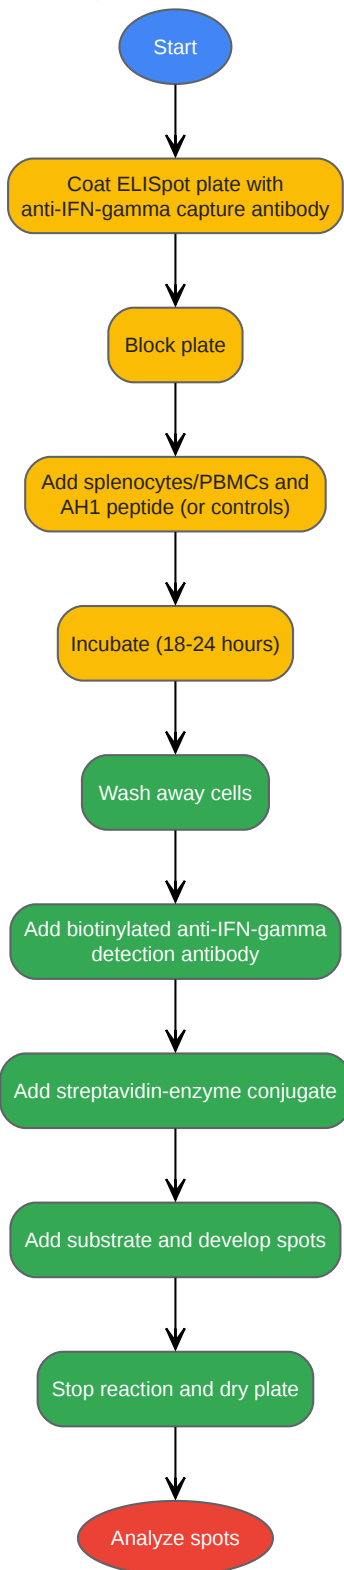 Start
Coat ELISpot plate with
anti-IFN-gamma capture antibody
Block plate
Add splenocytes/PBMCs and
AH1 peptide (or controls)
Incubate (18-24 hours)
Wash away cells
Add biotinylated anti-IFN-gamma
detection antibody
Add streptavidin-enzyme conjugate
Add substrate and develop spots
Stop reaction and dry plate
Analyze spots